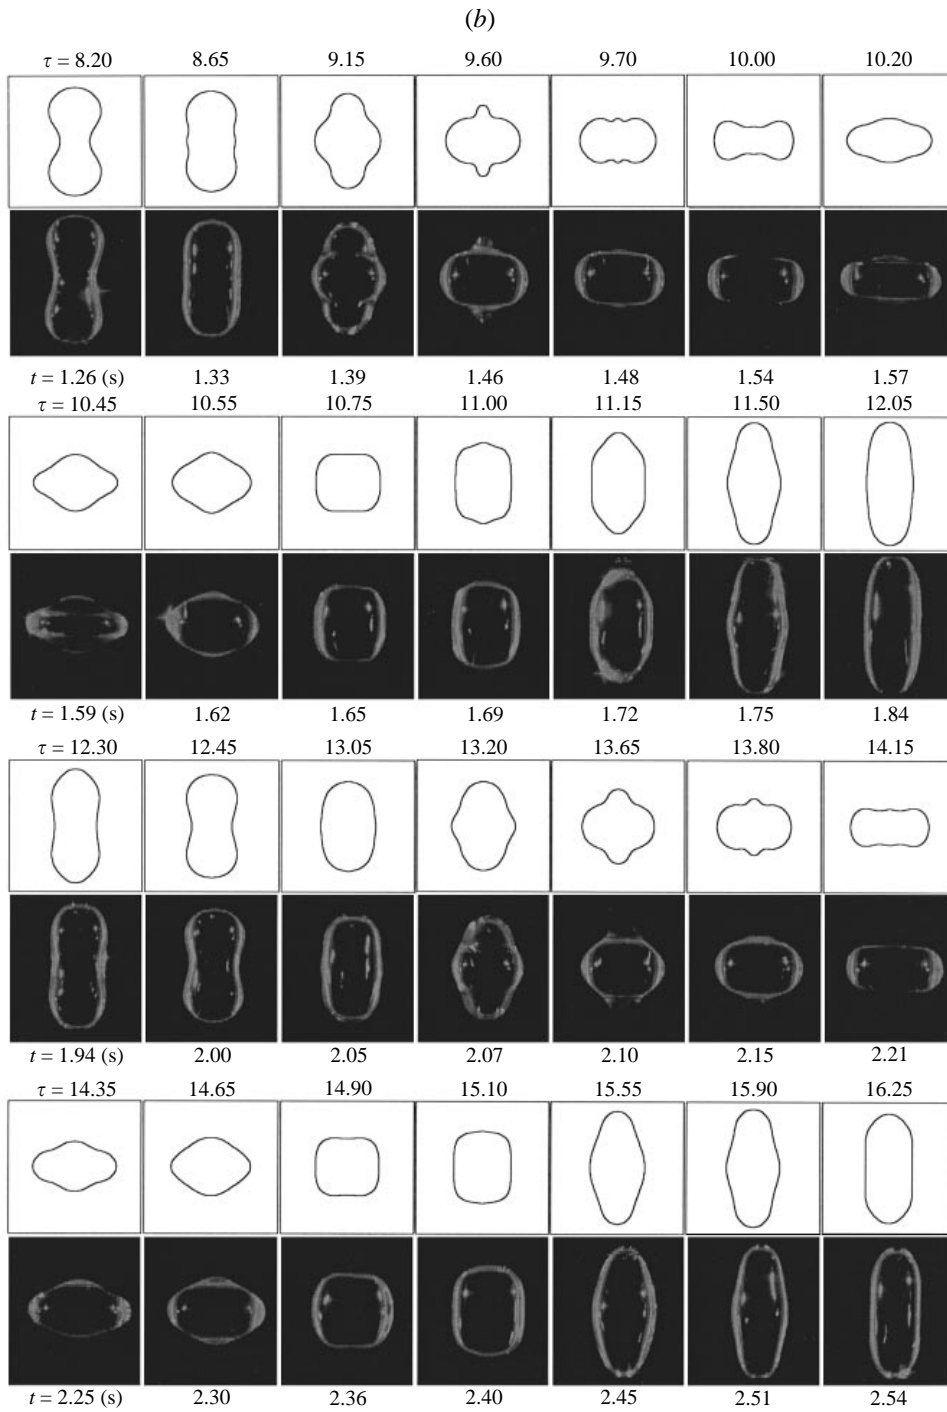 (b)
τ = 8.20 8.65 9.15 9.60 9.70 10.00 10.20
t = 1.26 (s) 1.33 1.39 1.46 1.48 1.54 1.57
τ = 10.45 10.55 10.75 11.00 11.15 11.50 12.05
t = 1.59 (s) 1.62 1.65 1.69 1.72 1.75 1.84
τ = 12.30 12.45 13.05 13.20 13.65 13.80 14.15
t = 1.94 (s) 2.00 2.05 2.07 2.10 2.15 2.21
τ = 14.35 14.65 14.90 15.10 15.55 15.90 16.25
t = 2.25 (s) 2.30 2.36 2.40 2.45 2.51 2.54